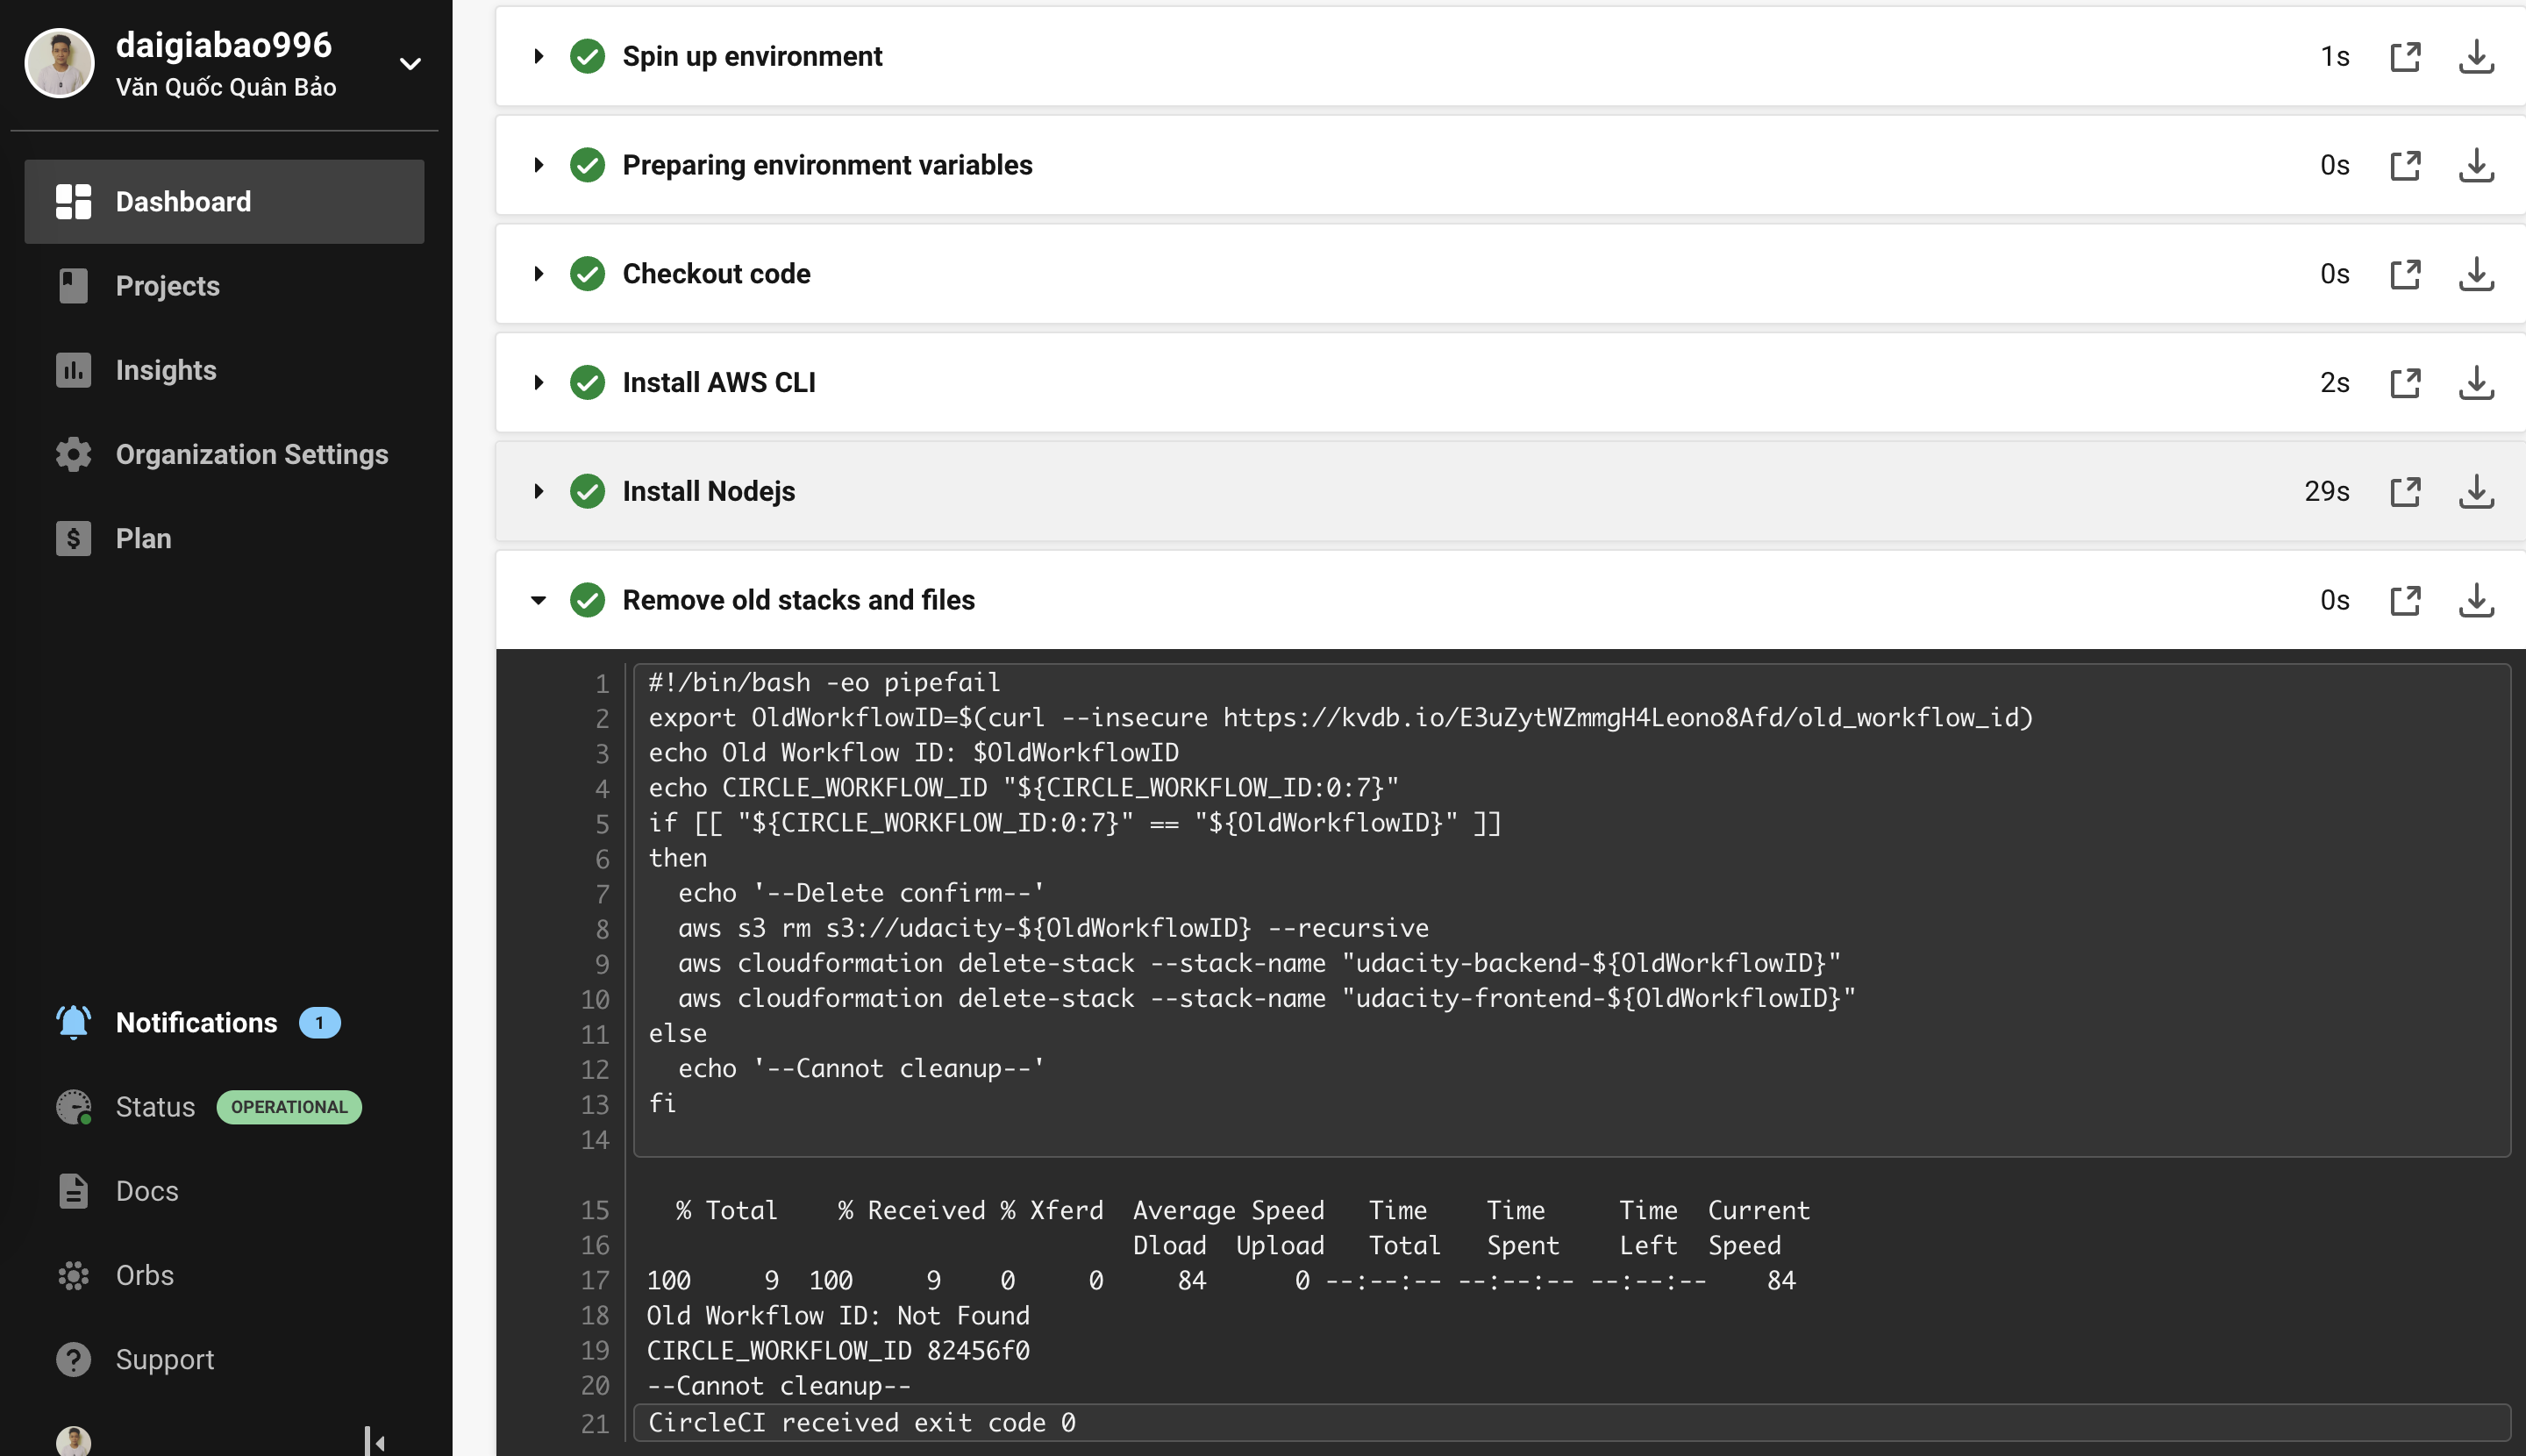 daigiabao996
Văn Quốc Quân Bảo
Dashboard
Projects
Insights
Organization Settings
Plan
Notifications 1
Status OPERATIONAL
Docs
Orbs
Support
Spin up environment 1s
Preparing environment variables 0s
Checkout code 0s
Install AWS CLI 2s
Install Nodejs 29s
Remove old stacks and files 0s
1 #!/bin/bash -eo pipefail
2 export OldWorkflowID=$(curl --insecure https://kvdb.io/E3uZytWZmmgH4Leono8Afd/old_workflow_id)
3 echo Old Workflow ID: $OldWorkflowID
4 echo CIRCLE_WORKFLOW_ID "${CIRCLE_WORKFLOW_ID:0:7}"
5 if [[ "${CIRCLE_WORKFLOW_ID:0:7}" == "${OldWorkflowID}" ]]
6 then
7   echo '--Delete confirm--'
8   aws s3 rm s3://udacity-${OldWorkflowID} --recursive
9   aws cloudformation delete-stack --stack-name "udacity-backend-${OldWorkflowID}"
10   aws cloudformation delete-stack --stack-name "udacity-frontend-${OldWorkflowID}"
11 else
12   echo '--Cannot cleanup--'
13 fi
14
15   % Total    % Received % Xferd  Average Speed   Time    Time     Time  Current
16                                  Dload  Upload   Total   Spent    Left  Speed
17 100     9  100     9    0     0     84      0 --:--:-- --:--:-- --:--:--    84
18 Old Workflow ID: Not Found
19 CIRCLE_WORKFLOW_ID 82456f0
20 --Cannot cleanup--
21 CircleCI received exit code 0